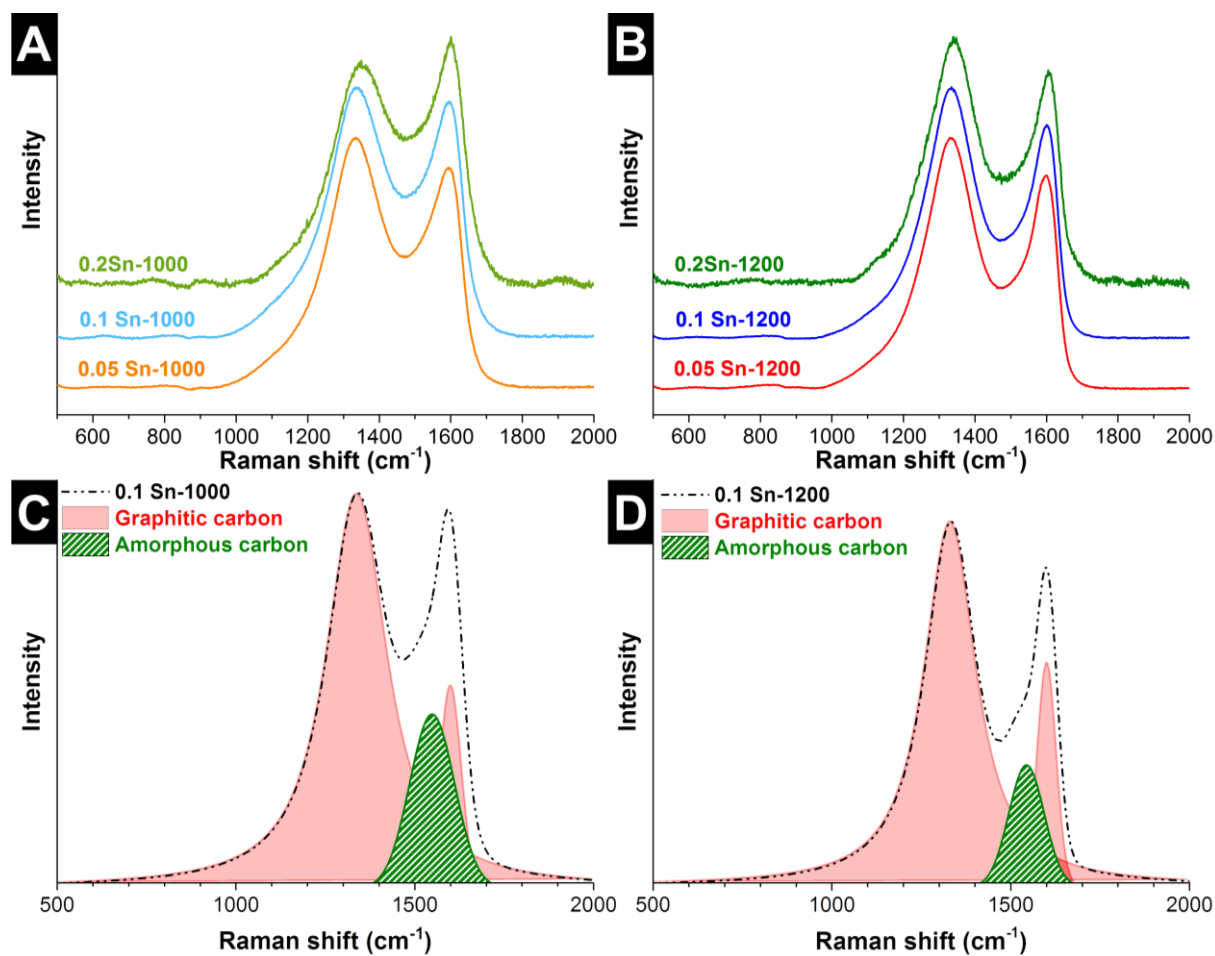 A
Intensity
0.2Sn-1000
0.1 Sn-1000
0.05 Sn-1000
600 800 1000 1200 1400 1600 1800 2000
Raman shift (cm⁻¹)
B
Intensity
0.2Sn-1200
0.1 Sn-1200
0.05 Sn-1200
600 800 1000 1200 1400 1600 1800 2000
Raman shift (cm⁻¹)
C
0.1 Sn-1000
Graphitic carbon
Amorphous carbon
Intensity
500 1000 1500 2000
Raman shift (cm⁻¹)
D
0.1 Sn-1200
Graphitic carbon
Amorphous carbon
Intensity
500 1000 1500 2000
Raman shift (cm⁻¹)